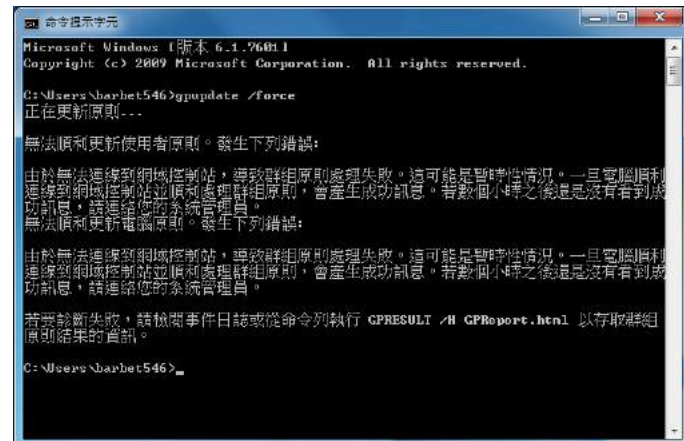 命令提示字元
Microsoft Windows [版本 6.1.7601]
Copyright (c) 2009 Microsoft Corporation.  All rights reserved.
C:\Users\barbet546>gpupdate /force
正在更新原則...
無法順利更新使用者原則。發生下列錯誤:
由於無法連線到網域控制站，導致群組原則處理失敗。這可能是暫時性情況。一旦電腦順利
連線到網域控制站並順利處理群組原則，會產生成功訊息。若數個小時之後還是沒有看到成
功訊息，請連絡您的系統管理員。
無法順利更新電腦原則。發生下列錯誤:
由於無法連線到網域控制站，導致群組原則處理失敗。這可能是暫時性情況。一旦電腦順利
連線到網域控制站並順利處理群組原則，會產生成功訊息。若數個小時之後還是沒有看到成
功訊息，請連絡您的系統管理員。
若要診斷失敗，請檢閱事件日誌或從命令列執行 GPRESULT /H GPReport.html 以存取群組
原則結果的資訊。
C:\Users\barbet546>_